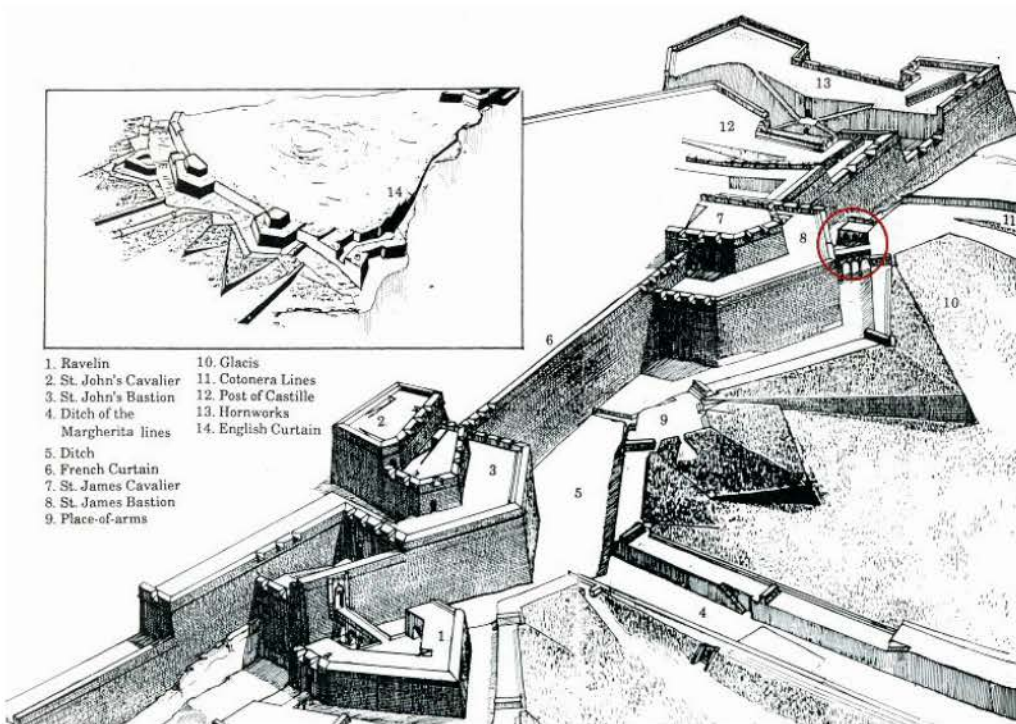 14
1. Ravelin
2. St. John's Cavalier
3. St. John's Bastion
4. Ditch of the
Margherita lines
5. Ditch
6. French Curtain
7. St. James Cavalier
8. St. James Bastion
9. Place-of-arms
10. Glacis
11. Cotonera Lines
12. Post of Castille
13. Hornworks
14. English Curtain
13
12
7
8
11
10
6
2
9
3
5
4
1